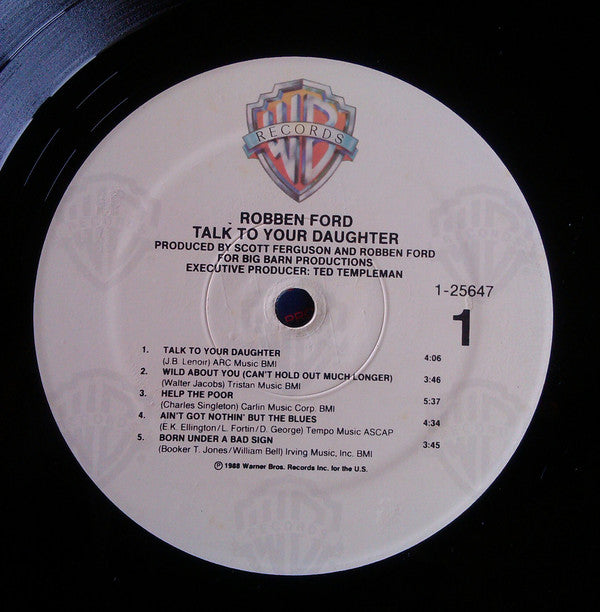 WB
RECORDS
ROBBEN FORD
TALK TO YOUR DAUGHTER
PRODUCED BY SCOTT FERGUSON AND ROBBEN FORD
FOR BIG BARN PRODUCTIONS
EXECUTIVE PRODUCER: TED TEMPLEMAN
1-25647
1
1. TALK TO YOUR DAUGHTER
(J.B. Lenoir) ARC Music BMI 4:06
2. WILD ABOUT YOU (CAN'T HOLD OUT MUCH LONGER)
(Walter Jacobs) Tristan Music BMI 3:46
3. HELP THE POOR
(Charles Singleton) Carlin Music Corp. BMI 5:37
4. AIN'T GOT NOTHIN' BUT THE BLUES
(E.K. Ellington/L. Fortin/D. George) Tempo Music ASCAP 4:34
5. BORN UNDER A BAD SIGN
(Booker T. Jones/William Bell) Irving Music, Inc. BMI 3:45
℗ 1988 Warner Bros. Records Inc. for the U.S.